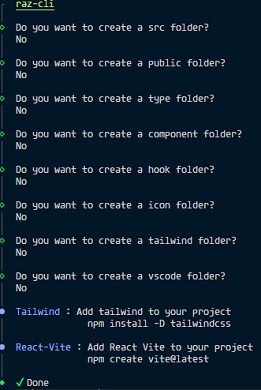 raz-cli
Do you want to create a src folder?
No
Do you want to create a public folder?
No
Do you want to create a type folder?
No
Do you want to create a component folder?
No
Do you want to create a hook folder?
No
Do you want to create a icon folder?
No
Do you want to create a tailwind folder?
No
Do you want to create a vscode folder?
No
Tailwind : Add tailwind to your project
npm install -D tailwindcss
React-Vite : Add React Vite to your project
npm create vite@latest
✓ Done